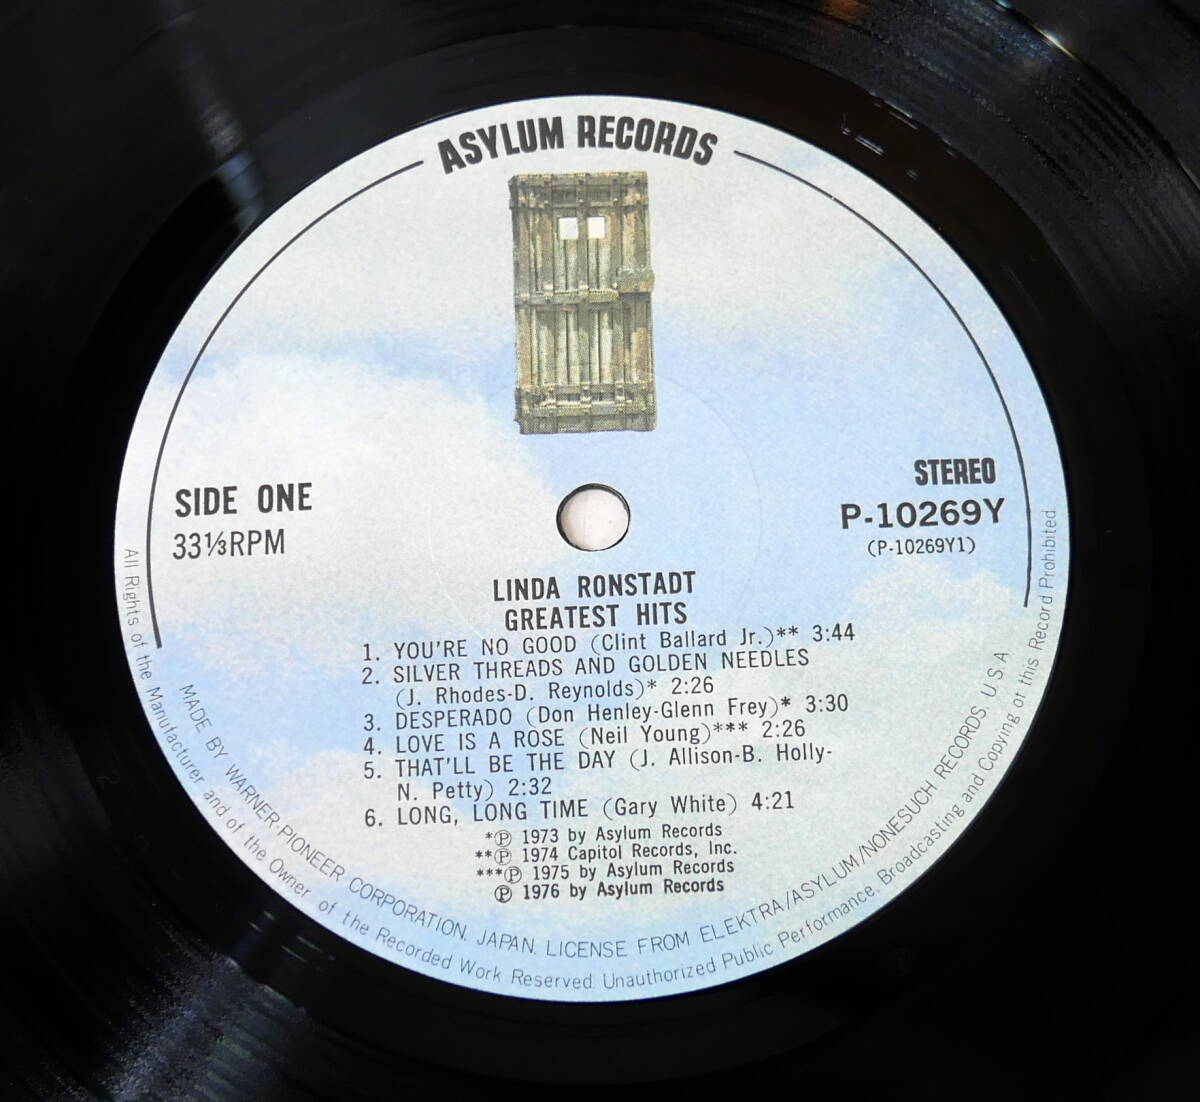 ASYLUM RECORDS
STEREO
P-10269Y
(P-10269Y1)
SIDE ONE
33⅓RPM
LINDA RONSTADT
GREATEST HITS
1. YOU'RE NO GOOD (Clint Ballard Jr.)** 3:44
2. SILVER THREADS AND GOLDEN NEEDLES
(J. Rhodes-D. Reynolds)* 2:26
3. DESPERADO (Don Henley-Glenn Frey)* 3:30
4. LOVE IS A ROSE (Neil Young)*** 2:26
5. THAT'LL BE THE DAY (J. Allison-B. Holly-
N. Petty) 2:32
6. LONG, LONG TIME (Gary White) 4:21
*℗ 1973 by Asylum Records
**℗ 1974 Capitol Records, Inc.
***℗ 1975 by Asylum Records
℗ 1976 by Asylum Records
MADE BY WARNER-PIONEER CORPORATION, JAPAN. LICENSE FROM ELEKTRA/ASYLUM/NONESUCH RECORDS, U.S.A
All Rights of the Manufacturer and of the Owner of the Recorded Work Reserved. Unauthorized Public Performance, Broadcasting and Copying of this Record Prohibited.